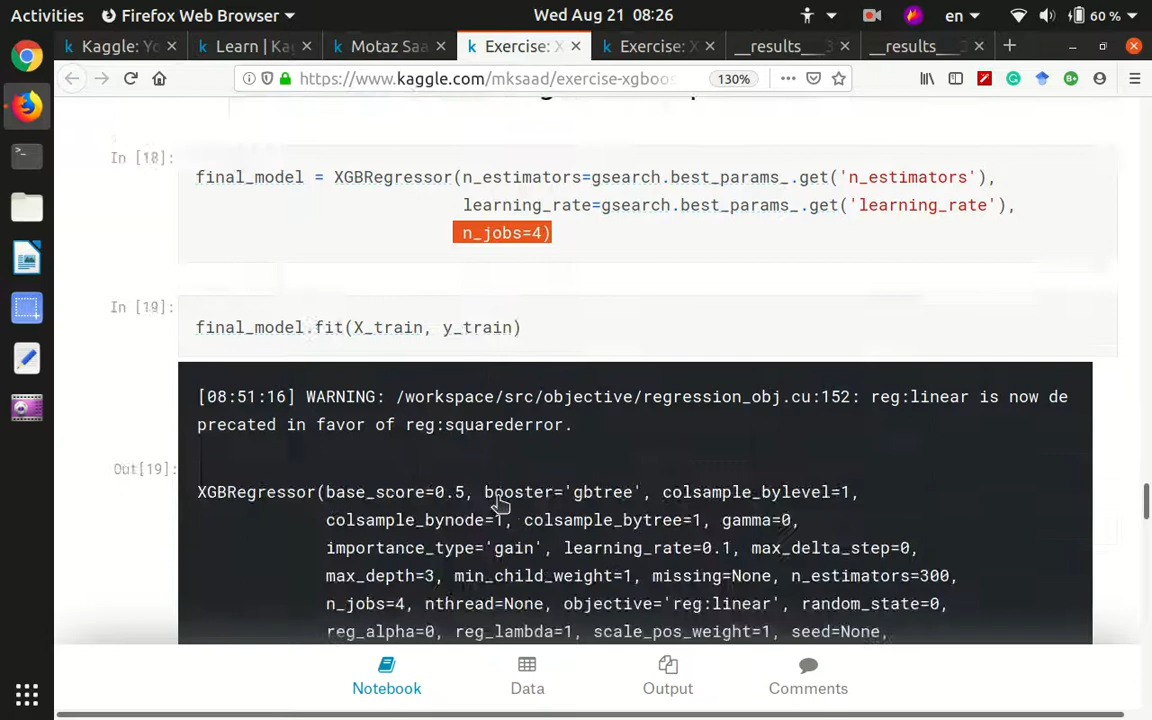 Activities Firefox Web Browser Wed Aug 21 08:26 en 60 %
Kaggle: Yo Learn | Kag Motaz Saa Exercise: X Exercise: X __results___3 __results___3
https://www.kaggle.com/mksaad/exercise-xgboos 130%
In [18]:
final_model = XGBRegressor(n_estimators=gsearch.best_params_.get('n_estimators'),
learning_rate=gsearch.best_params_.get('learning_rate'),
n_jobs=4)
In [19]:
final_model.fit(X_train, y_train)
[08:51:16] WARNING: /workspace/src/objective/regression_obj.cu:152: reg:linear is now de
precated in favor of reg:squarederror.
Out[19]:
XGBRegressor(base_score=0.5, booster='gbtree', colsample_bylevel=1,
colsample_bynode=1, colsample_bytree=1, gamma=0,
importance_type='gain', learning_rate=0.1, max_delta_step=0,
max_depth=3, min_child_weight=1, missing=None, n_estimators=300,
n_jobs=4, nthread=None, objective='reg:linear', random_state=0,
reg_alpha=0, reg_lambda=1, scale_pos_weight=1, seed=None,
Notebook Data Output Comments